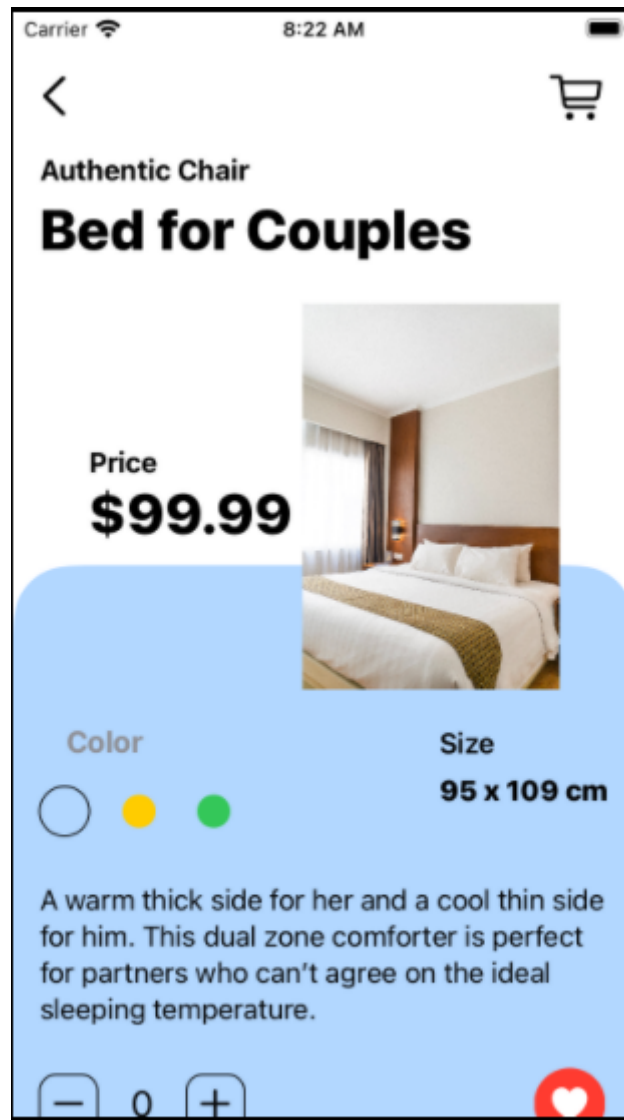 Carrier
8:22 AM
Authentic Chair
Bed for Couples
Price
$99.99
Color
Size
95 x 109 cm
A warm thick side for her and a cool thin side
for him. This dual zone comforter is perfect
for partners who can’t agree on the ideal
sleeping temperature.
0